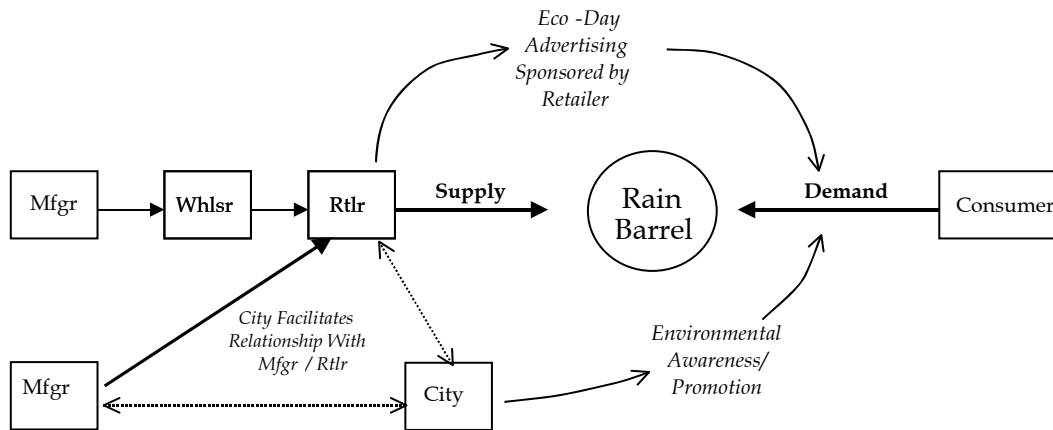 Eco -Day
Advertising
Sponsored by
Retailer
Mfgr
Whlsr
Rtlr
Supply
Rain
Barrel
Demand
Consumer
City Facilitates
Relationship With
Mfgr / Rtlr
Mfgr
City
Environmental
Awareness/
Promotion